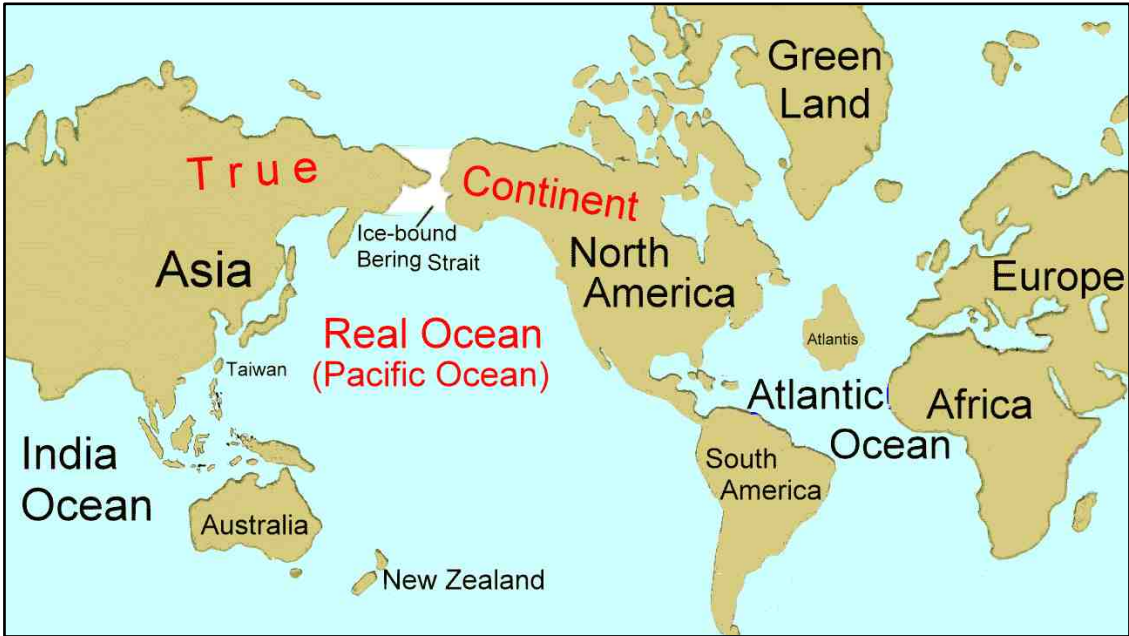 Green
Land
True
Continent
Ice-bound
Bering Strait
Asia
North
America
Europe
Real Ocean
(Pacific Ocean)
Atlantis
Taiwan
Atlantic
Ocean
Africa
India
Ocean
South
America
Australia
New Zealand